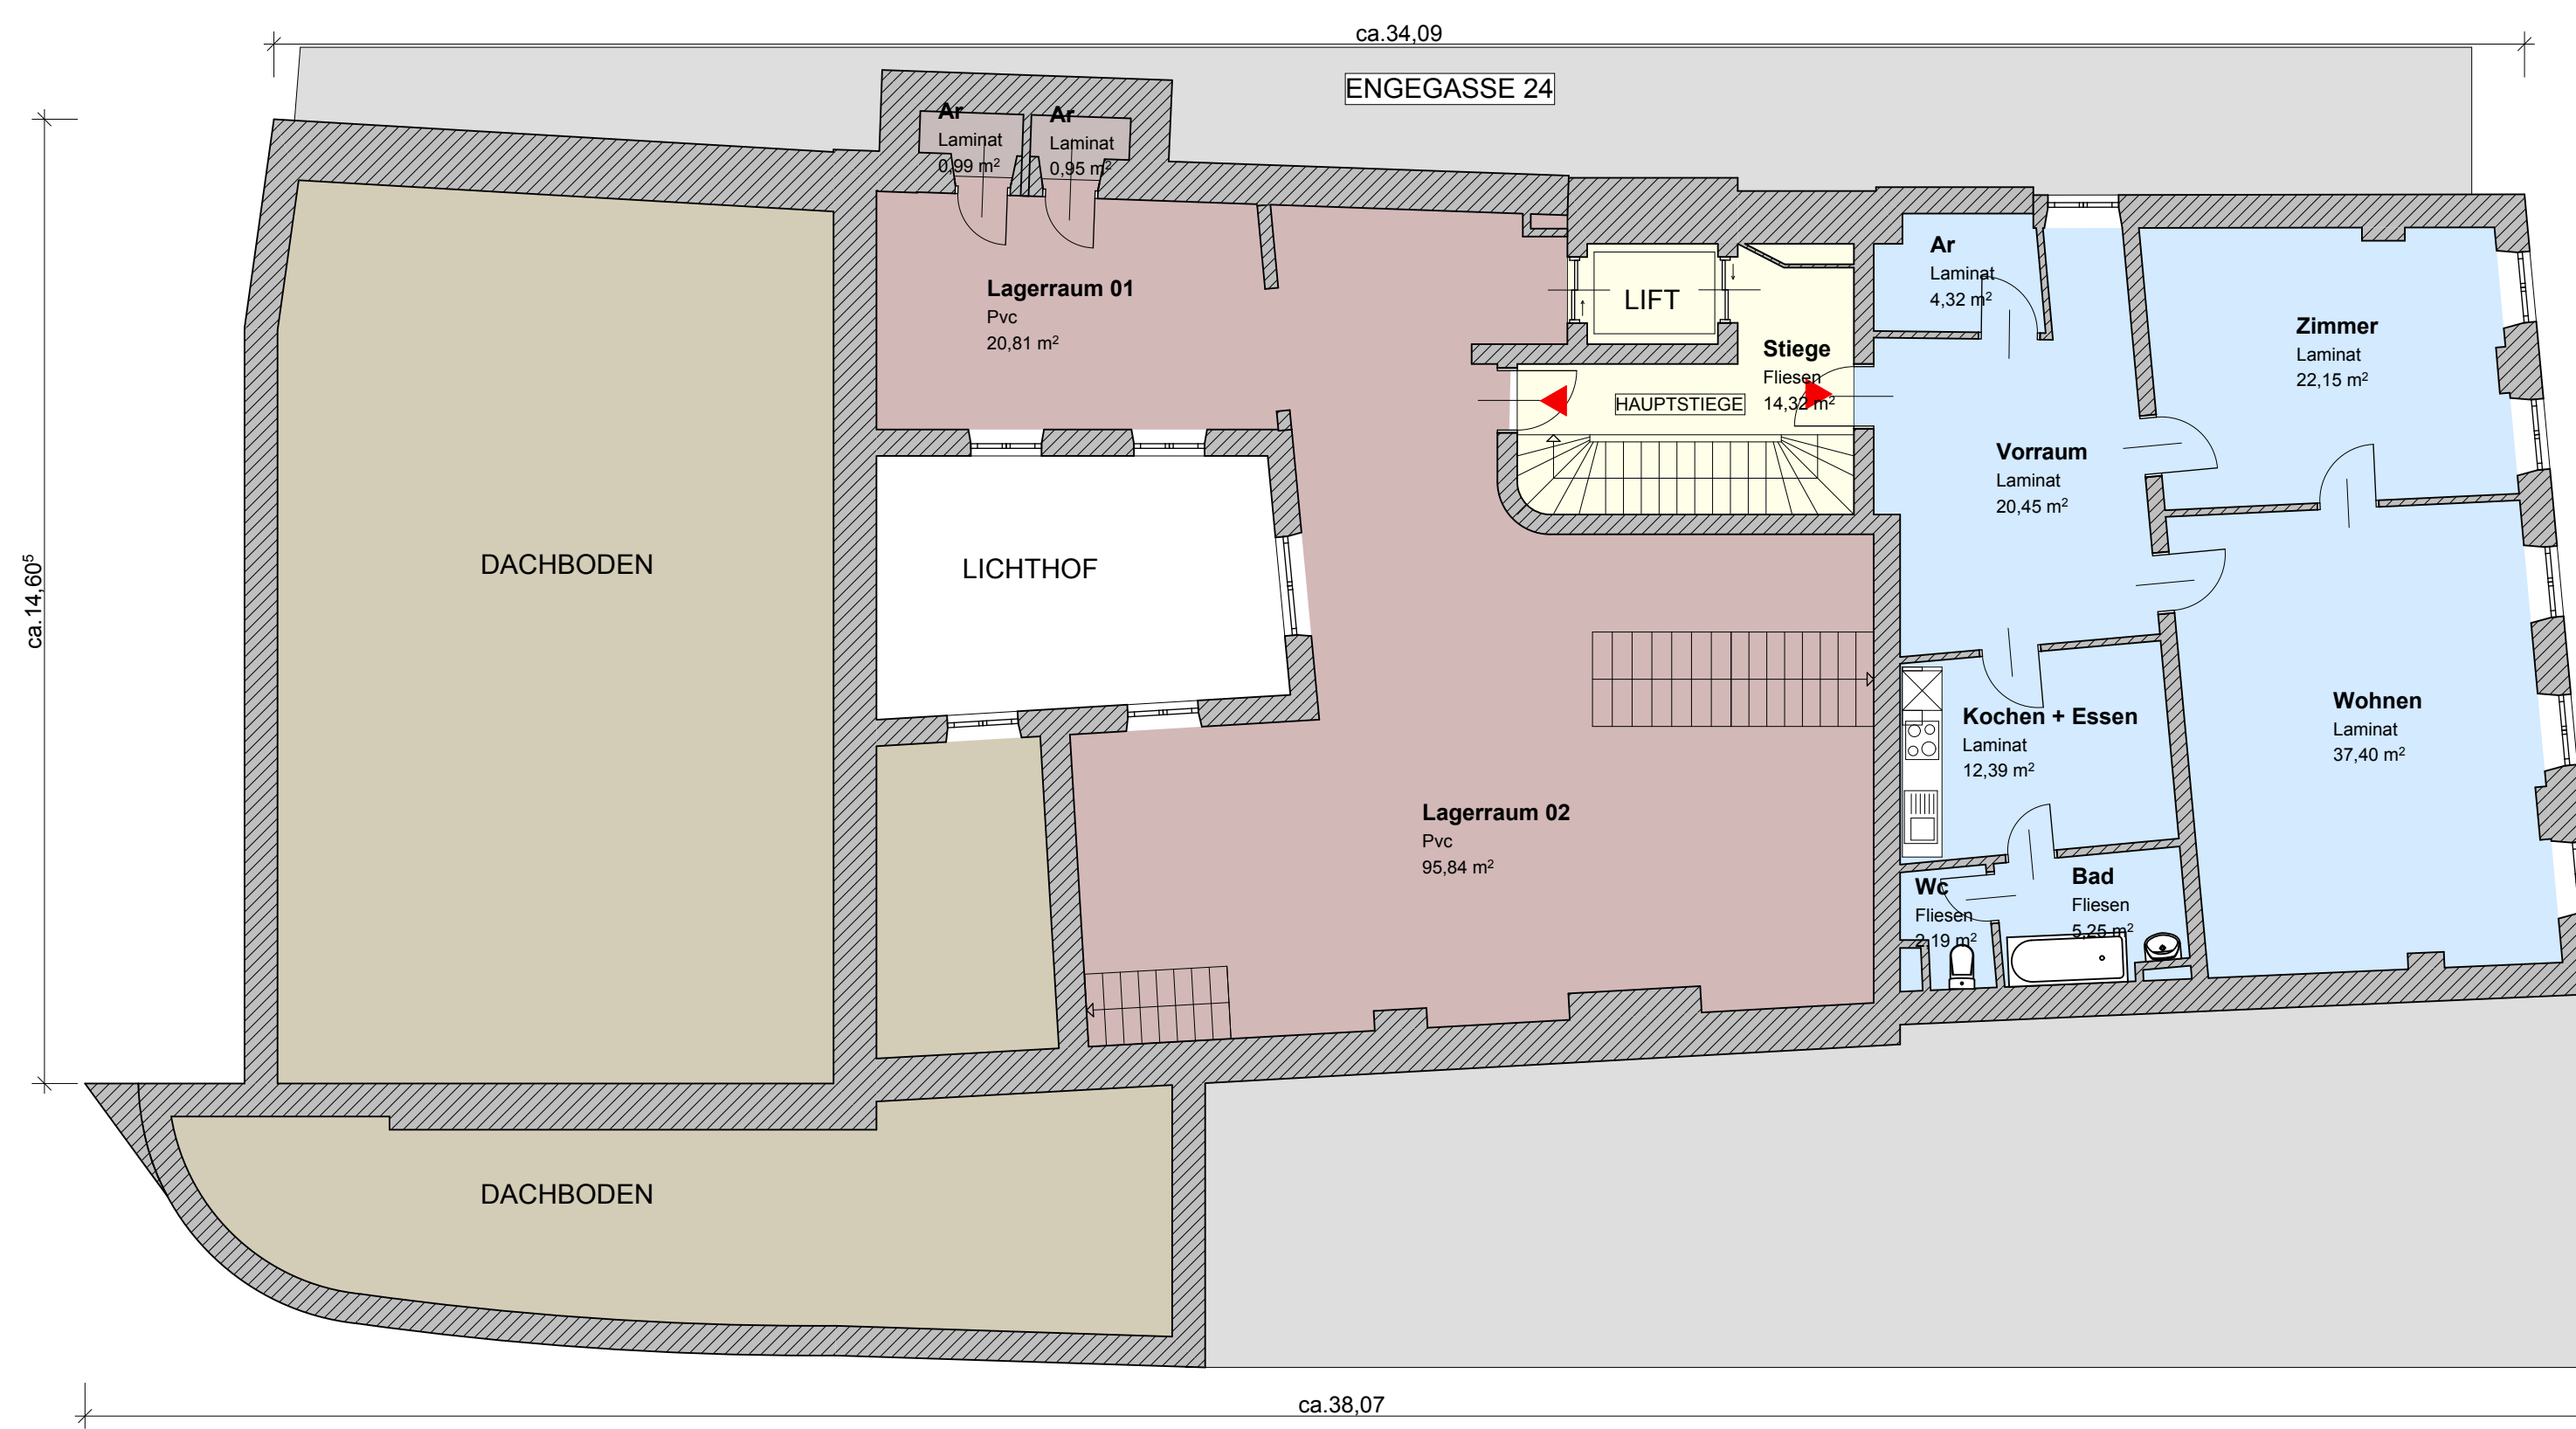 ca.34,09
ENGEGASSE 24
Ar
Laminat
0,99 m²
Ar
Laminat
0,95 m²
Lagerraum 01
Pvc
20,81 m²
LIFT
Stiege
Fliesen
14,32 m²
HAUPTSTIEGE
Ar
Laminat
4,32 m²
Zimmer
Laminat
22,15 m²
Vorraum
Laminat
20,45 m²
DACHBODEN
LICHTHOF
ca.14,60⁵
Kochen + Essen
Laminat
12,39 m²
Wohnen
Laminat
37,40 m²
Lagerraum 02
Pvc
95,84 m²
Wc
Fliesen
2,19 m²
Bad
Fliesen
5,25 m²
DACHBODEN
ca.38,07